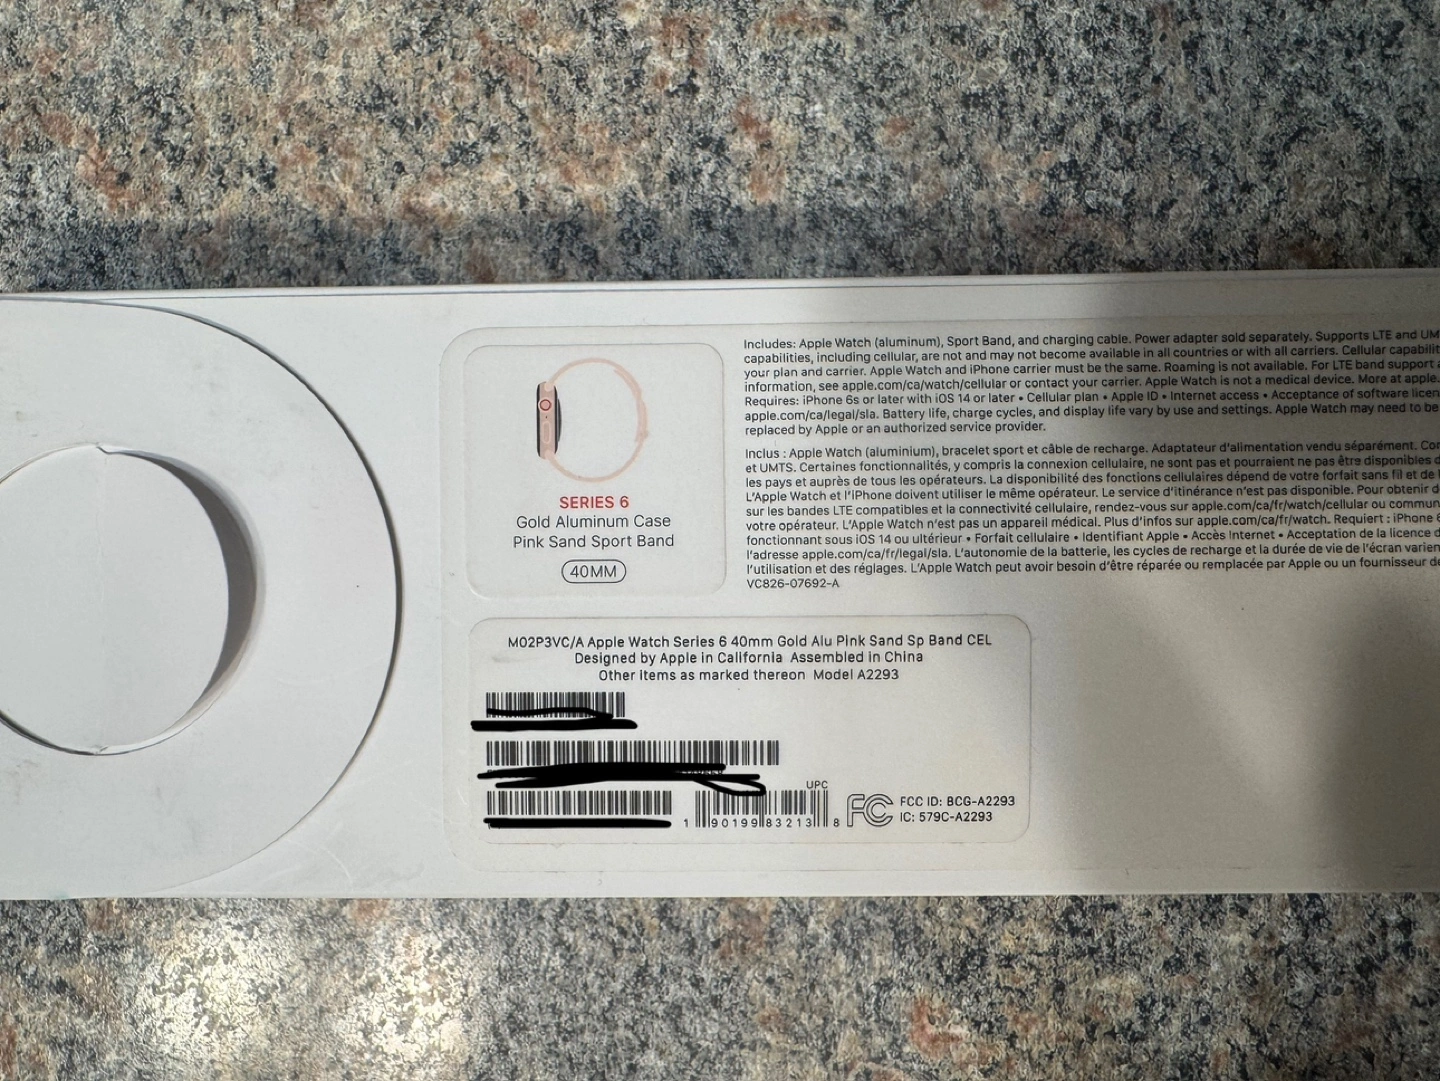 SERIES 6
Gold Aluminum Case
Pink Sand Sport Band
40MM
Includes: Apple Watch (aluminum), Sport Band, and charging cable. Power adapter sold separately. Supports LTE and UM
capabilities, including cellular, are not and may not become available in all countries or with all carriers. Cellular capabilit
your plan and carrier. Apple Watch and iPhone carrier must be the same. Roaming is not available. For LTE band support a
information, see apple.com/ca/watch/cellular or contact your carrier. Apple Watch is not a medical device. More at apple.
Requires: iPhone 6s or later with iOS 14 or later • Cellular plan • Apple ID • Internet access • Acceptance of software licen
apple.com/ca/legal/sla. Battery life, charge cycles, and display life vary by use and settings. Apple Watch may need to be
replaced by Apple or an authorized service provider.
Inclus : Apple Watch (aluminium), bracelet sport et câble de recharge. Adaptateur d'alimentation vendu séparément. Com
et UMTS. Certaines fonctionnalités, y compris la connexion cellulaire, ne sont pas et pourraient ne pas être disponibles d
les pays et auprès de tous les opérateurs. La disponibilité des fonctions cellulaires dépend de votre forfait sans fil et de l
L'Apple Watch et l'iPhone doivent utiliser le même opérateur. Le service d'itinérance n'est pas disponible. Pour obtenir d
sur les bandes LTE compatibles et la connectivité cellulaire, rendez-vous sur apple.com/ca/fr/watch/cellular ou commun
votre opérateur. L'Apple Watch n'est pas un appareil médical. Plus d'infos sur apple.com/ca/fr/watch. Requiert : iPhone 6
fonctionnant sous iOS 14 ou ultérieur • Forfait cellulaire • Identifiant Apple • Accès Internet • Acceptation de la licence d
l'adresse apple.com/ca/fr/legal/sla. L'autonomie de la batterie, les cycles de recharge et la durée de vie de l'écran varien
l'utilisation et des réglages. L'Apple Watch peut avoir besoin d'être réparée ou remplacée par Apple ou un fournisseur de
VC826-07692-A
M02P3VC/A Apple Watch Series 6 40mm Gold Alu Pink Sand Sp Band CEL
Designed by Apple in California Assembled in China
Other items as marked thereon Model A2293
UPC
1 90199 83213 8
FC
FCC ID: BCG-A2293
IC: 579C-A2293